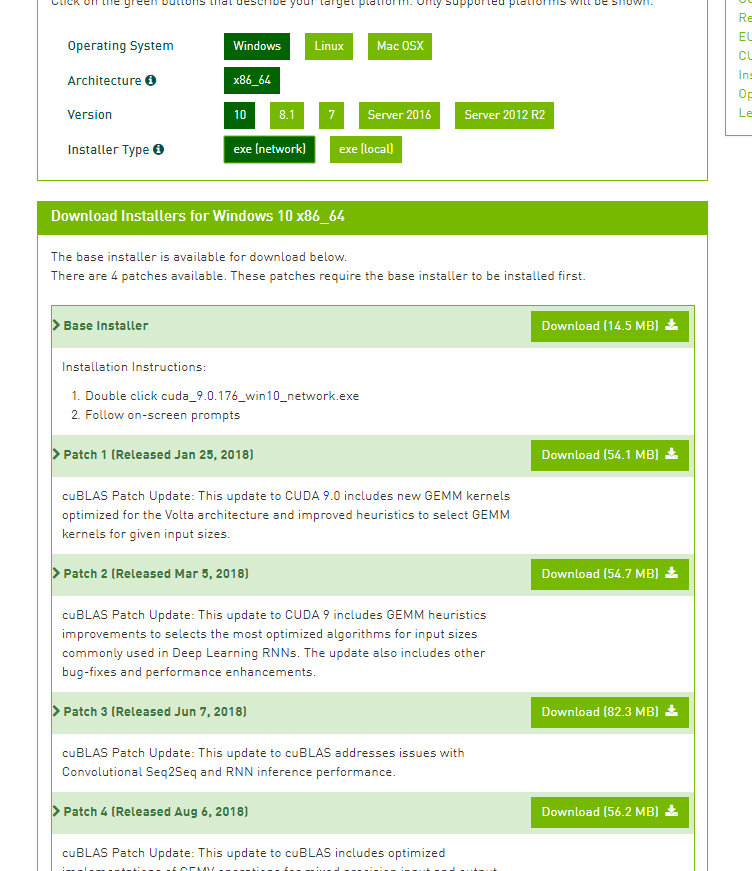 Click on the green buttons that describe your target platform. Only supported platforms will be shown.
Operating System Windows Linux Mac OSX
Architecture x86_64
Version 10 8.1 7 Server 2016 Server 2012 R2
Installer Type exe (network) exe (local)
Download Installers for Windows 10 x86_64
The base installer is available for download below.
There are 4 patches available. These patches require the base installer to be installed first.
Base Installer Download (14.5 MB)
Installation Instructions:
1. Double click cuda_9.0.176_win10_network.exe
2. Follow on-screen prompts
Patch 1 (Released Jan 25, 2018) Download (54.1 MB)
cuBLAS Patch Update: This update to CUDA 9.0 includes new GEMM kernels
optimized for the Volta architecture and improved heuristics to select GEMM
kernels for given input sizes.
Patch 2 (Released Mar 5, 2018) Download (54.7 MB)
cuBLAS Patch Update: This update to CUDA 9 includes GEMM heuristics
improvements to selects the most optimized algorithms for input sizes
commonly used in Deep Learning RNNs. The update also includes other
bug-fixes and performance enhancements.
Patch 3 (Released Jun 7, 2018) Download (82.3 MB)
cuBLAS Patch Update: This update to cuBLAS addresses issues with
Convolutional Seq2Seq and RNN inference performance.
Patch 4 (Released Aug 6, 2018) Download (56.2 MB)
cuBLAS Patch Update: This update to cuBLAS includes optimized
implementations of GEMV operations for mixed precision input and output
Re
EU
CU
Ins
Op
Le